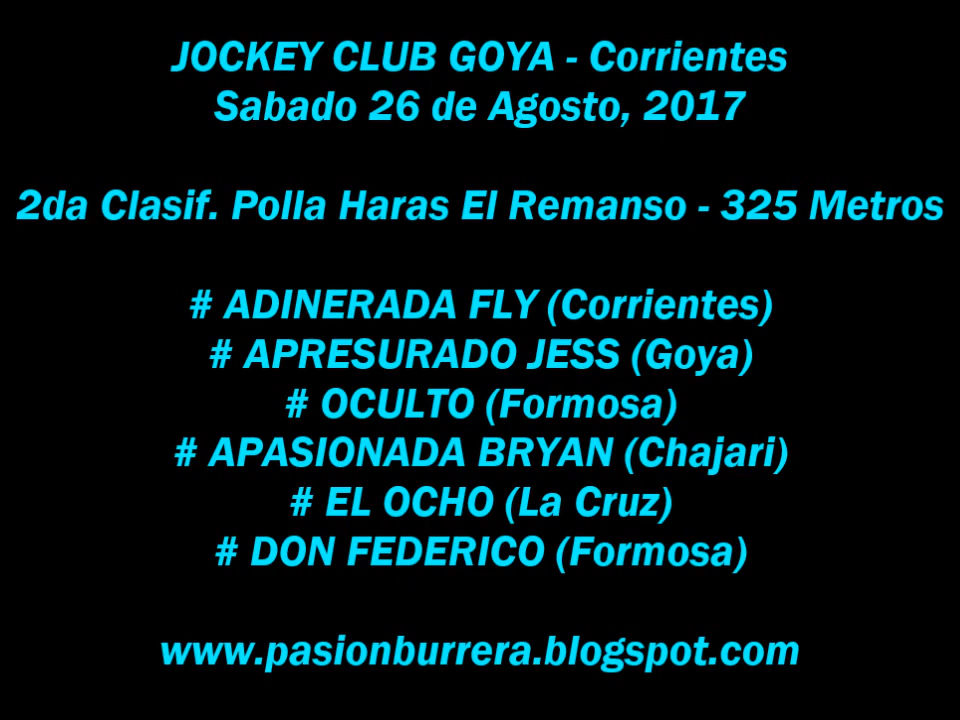 JOCKEY CLUB GOYA - Corrientes
Sabado 26 de Agosto, 2017
2da Clasif. Polla Haras El Remanso - 325 Metros
# ADINERADA FLY (Corrientes)
# APRESURADO JESS (Goya)
# OCULTO (Formosa)
# APASIONADA BRYAN (Chajari)
# EL OCHO (La Cruz)
# DON FEDERICO (Formosa)
www.pasionburrera.blogspot.com